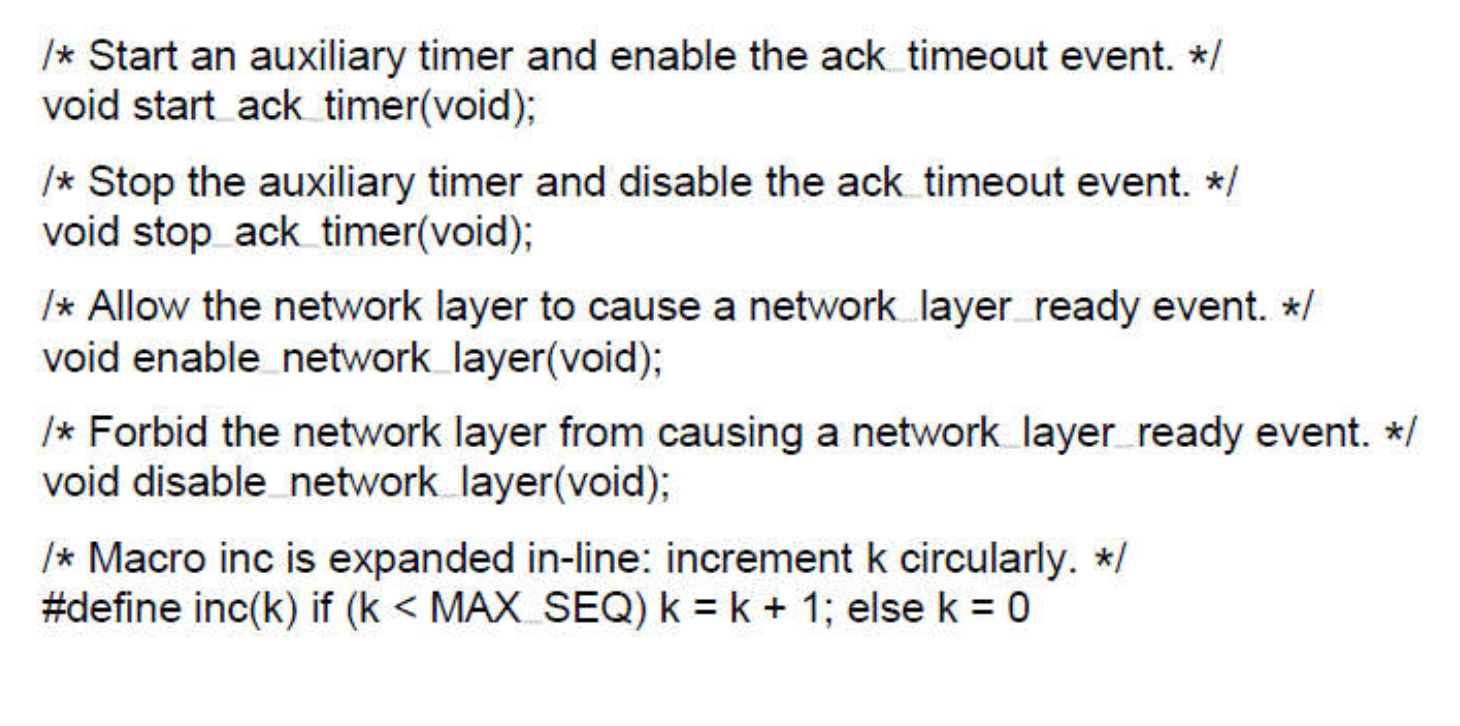 /* Start an auxiliary timer and enable the ack_timeout event. */
void start_ack_timer(void);
/* Stop the auxiliary timer and disable the ack_timeout event. */
void stop_ack_timer(void);
/* Allow the network layer to cause a network_layer_ready event. */
void enable_network_layer(void);
/* Forbid the network layer from causing a network_layer_ready event. */
void disable_network_layer(void);
/* Macro inc is expanded in-line: increment k circularly. */
#define inc(k) if (k < MAX_SEQ) k = k + 1; else k = 0